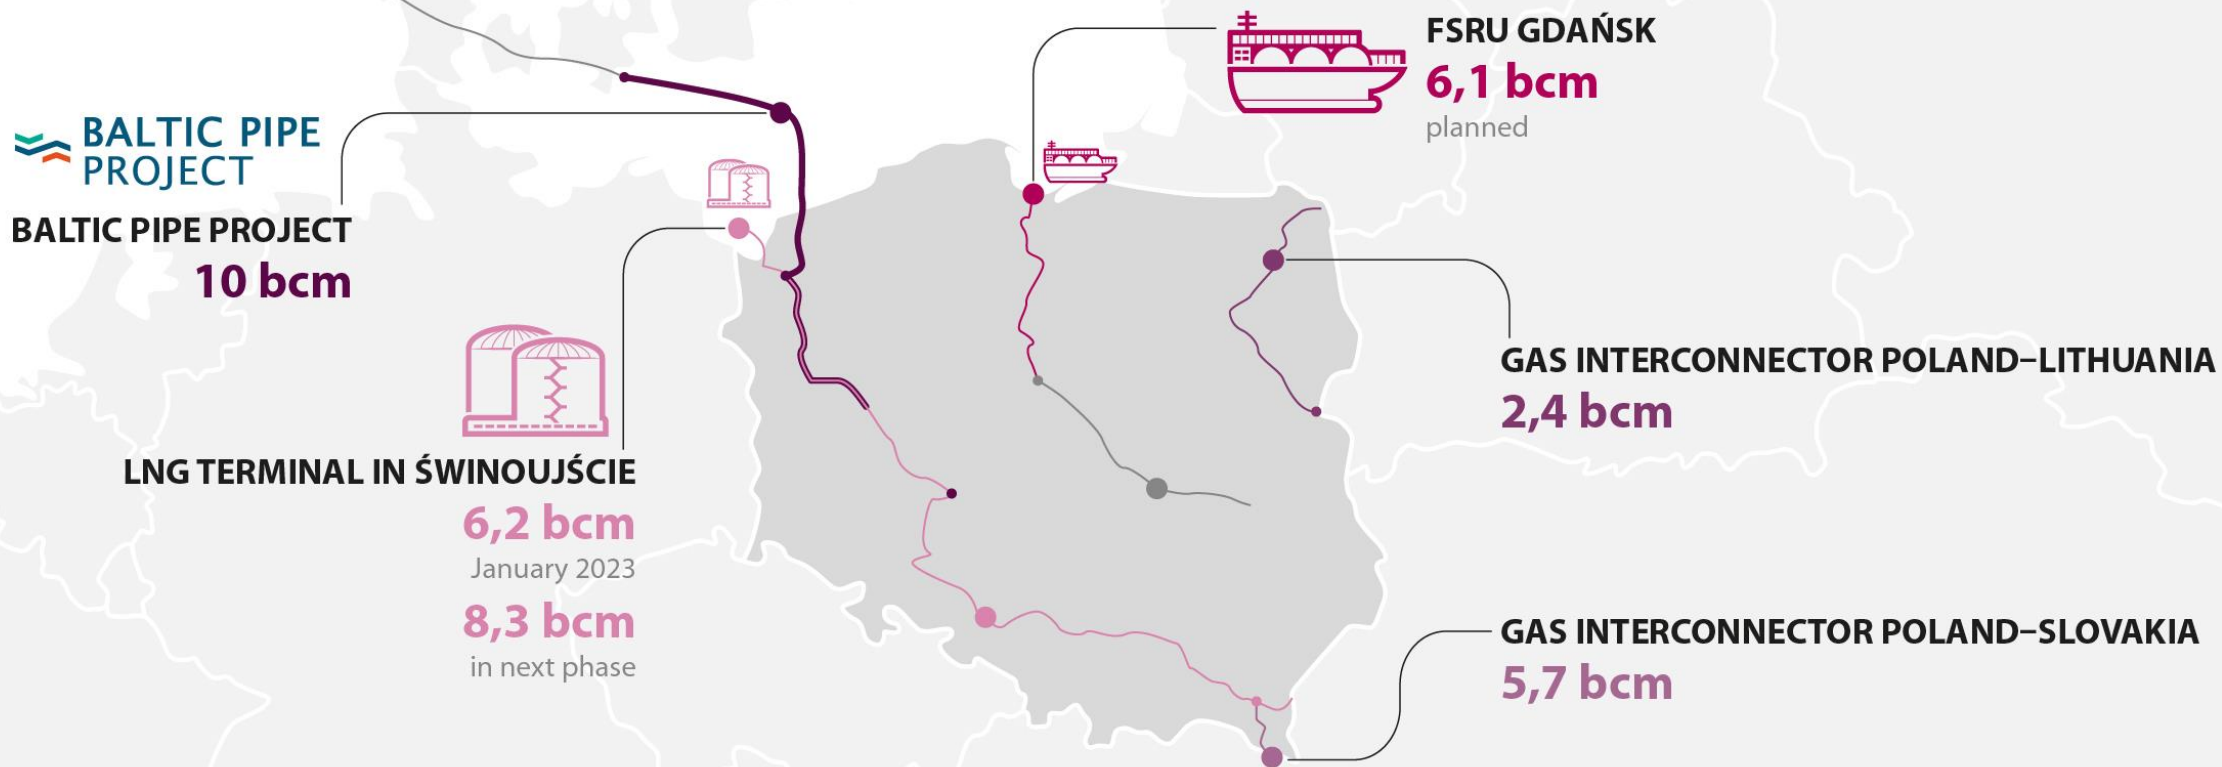 FSRU GDAŃSK
6,1 bcm
planned
BALTIC PIPE
PROJECT
BALTIC PIPE PROJECT
10 bcm
GAS INTERCONNECTOR POLAND–LITHUANIA
2,4 bcm
LNG TERMINAL IN ŚWINOUJŚCIE
6,2 bcm
January 2023
8,3 bcm
in next phase
GAS INTERCONNECTOR POLAND–SLOVAKIA
5,7 bcm